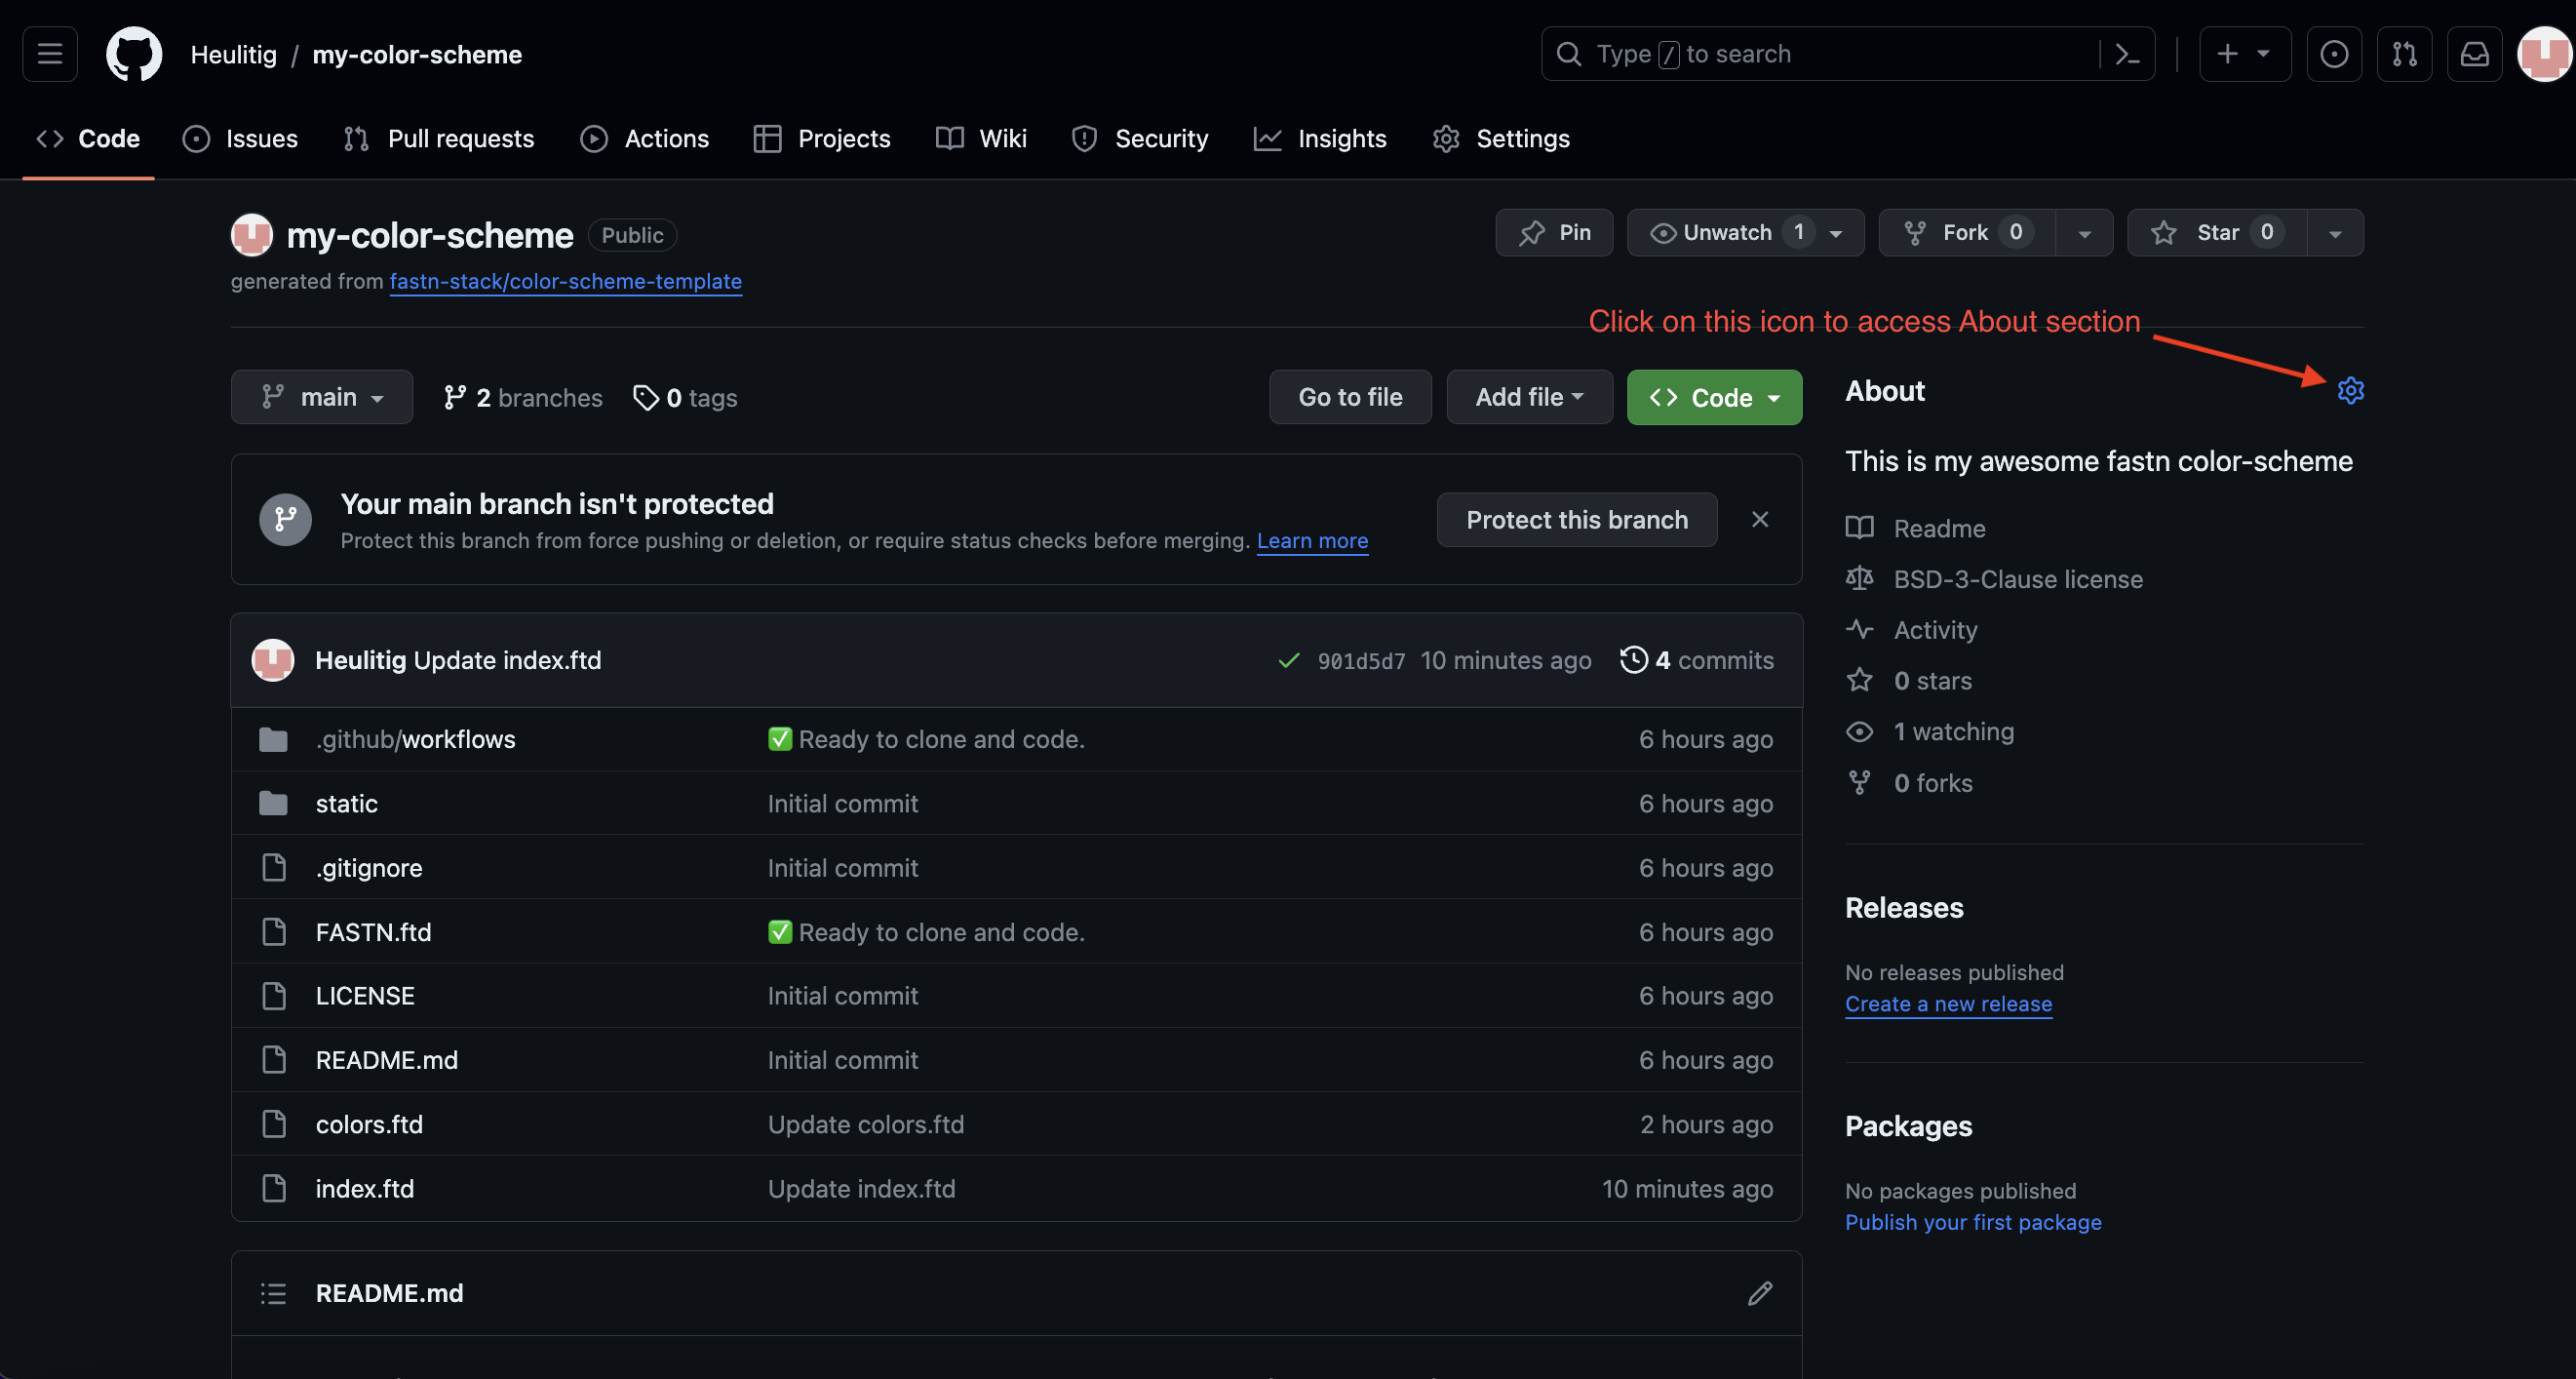 Heulitig / my-color-scheme
Type / to search
Code Issues Pull requests Actions Projects Wiki Security Insights Settings
my-color-scheme Public
Pin Unwatch 1 Fork 0 Star 0
generated from fastn-stack/color-scheme-template
Click on this icon to access About section
main 2 branches 0 tags Go to file Add file Code
Your main branch isn't protected
Protect this branch from force pushing or deletion, or require status checks before merging. Learn more
Protect this branch
Heulitig Update index.ftd 901d5d7 10 minutes ago 4 commits
.github/workflows ✅ Ready to clone and code. 6 hours ago
static Initial commit 6 hours ago
.gitignore Initial commit 6 hours ago
FASTN.ftd ✅ Ready to clone and code. 6 hours ago
LICENSE Initial commit 6 hours ago
README.md Initial commit 6 hours ago
colors.ftd Update colors.ftd 2 hours ago
index.ftd Update index.ftd 10 minutes ago
README.md
About
This is my awesome fastn color-scheme
Readme
BSD-3-Clause license
Activity
0 stars
1 watching
0 forks
Releases
No releases published
Create a new release
Packages
No packages published
Publish your first package